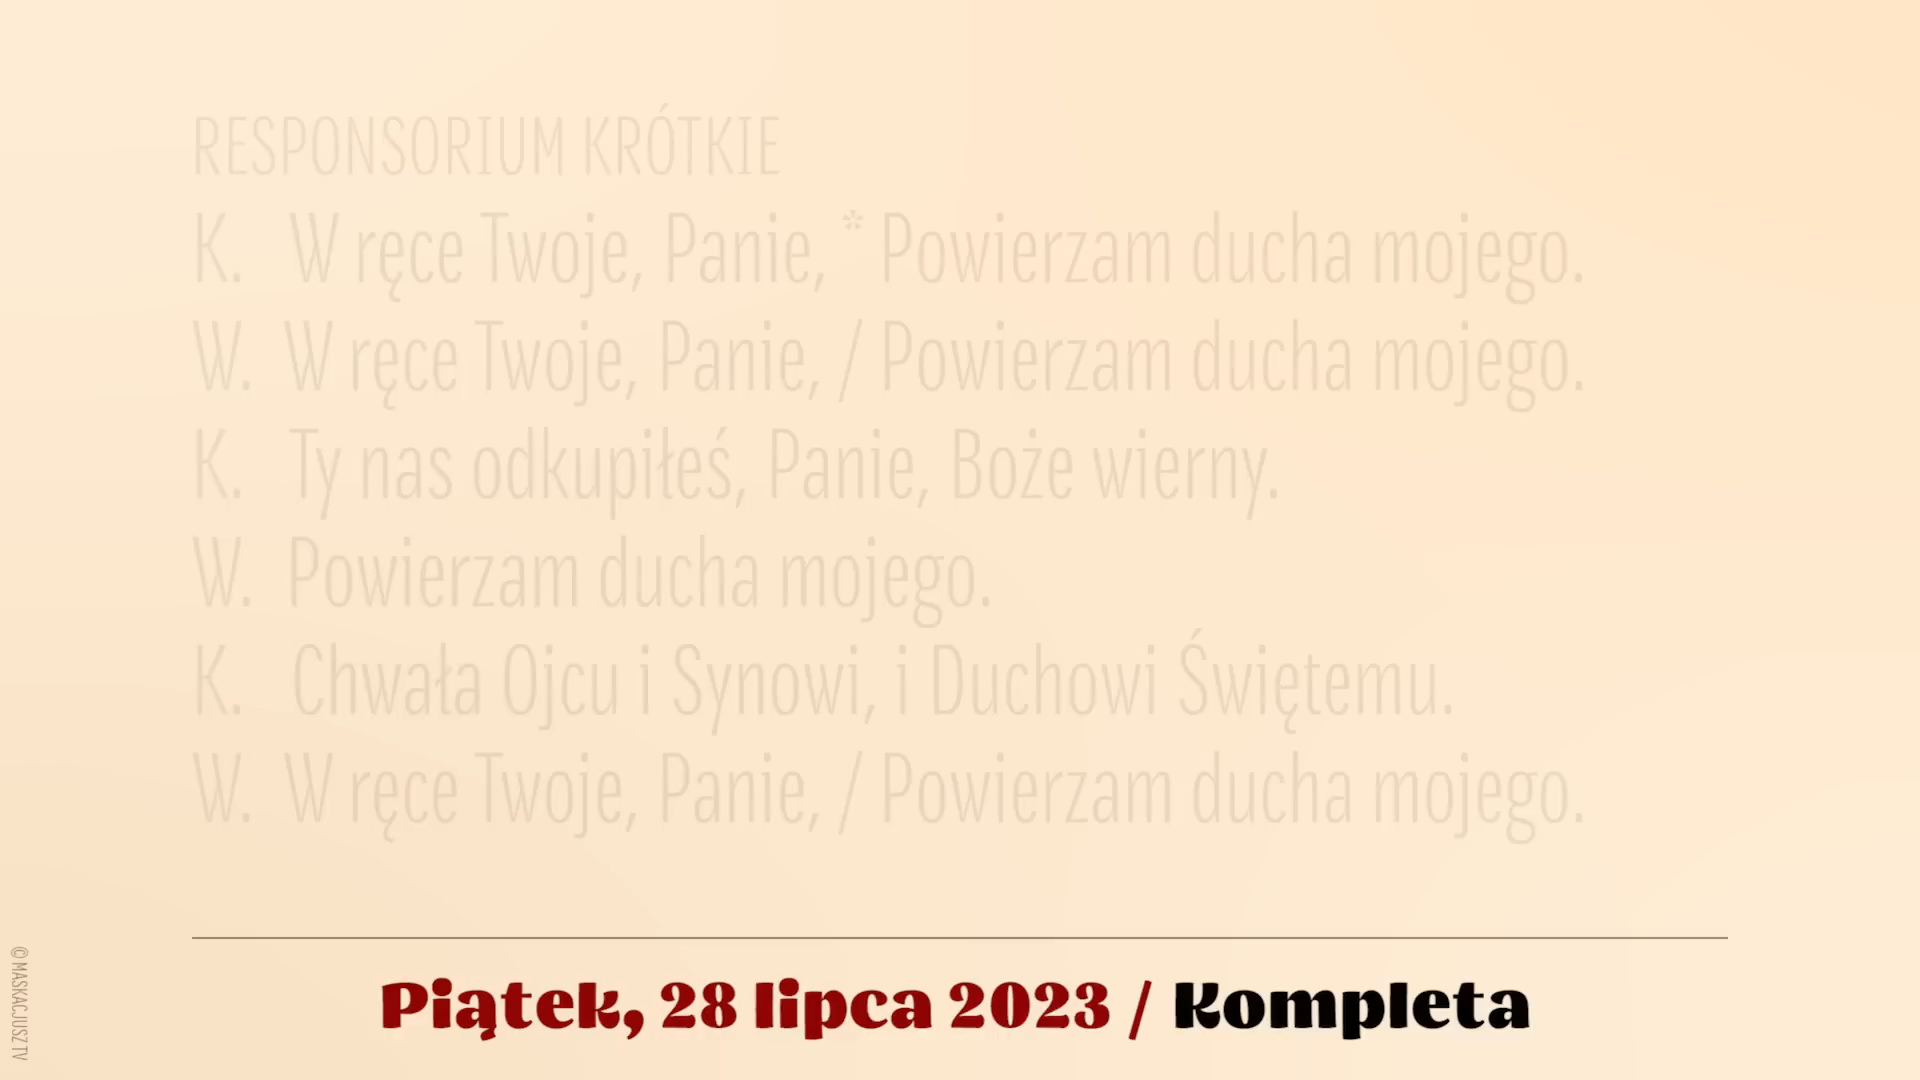 RESPONSORIUM KRÓTKIE
K. W ręce Twoje, Panie, * Powierzam ducha mojego.
W. W ręce Twoje, Panie, / Powierzam ducha mojego.
K. Ty nas odkupiłeś, Panie, Boże wierny.
W. Powierzam ducha mojego.
K. Chwała Ojcu i Synowi, i Duchowi Świętemu.
W. W ręce Twoje, Panie, / Powierzam ducha mojego.
Piątek, 28 lipca 2023 / Kompleta
© MASKACJUSZ TV